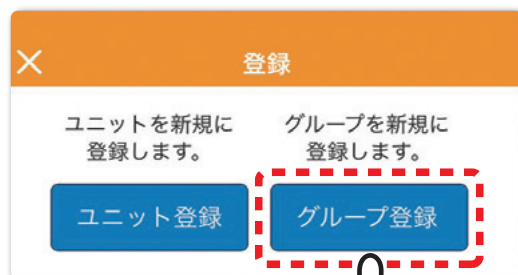 登録
ユニットを新規に
登録します。
グループを新規に
登録します。
ユニット登録
グループ登録